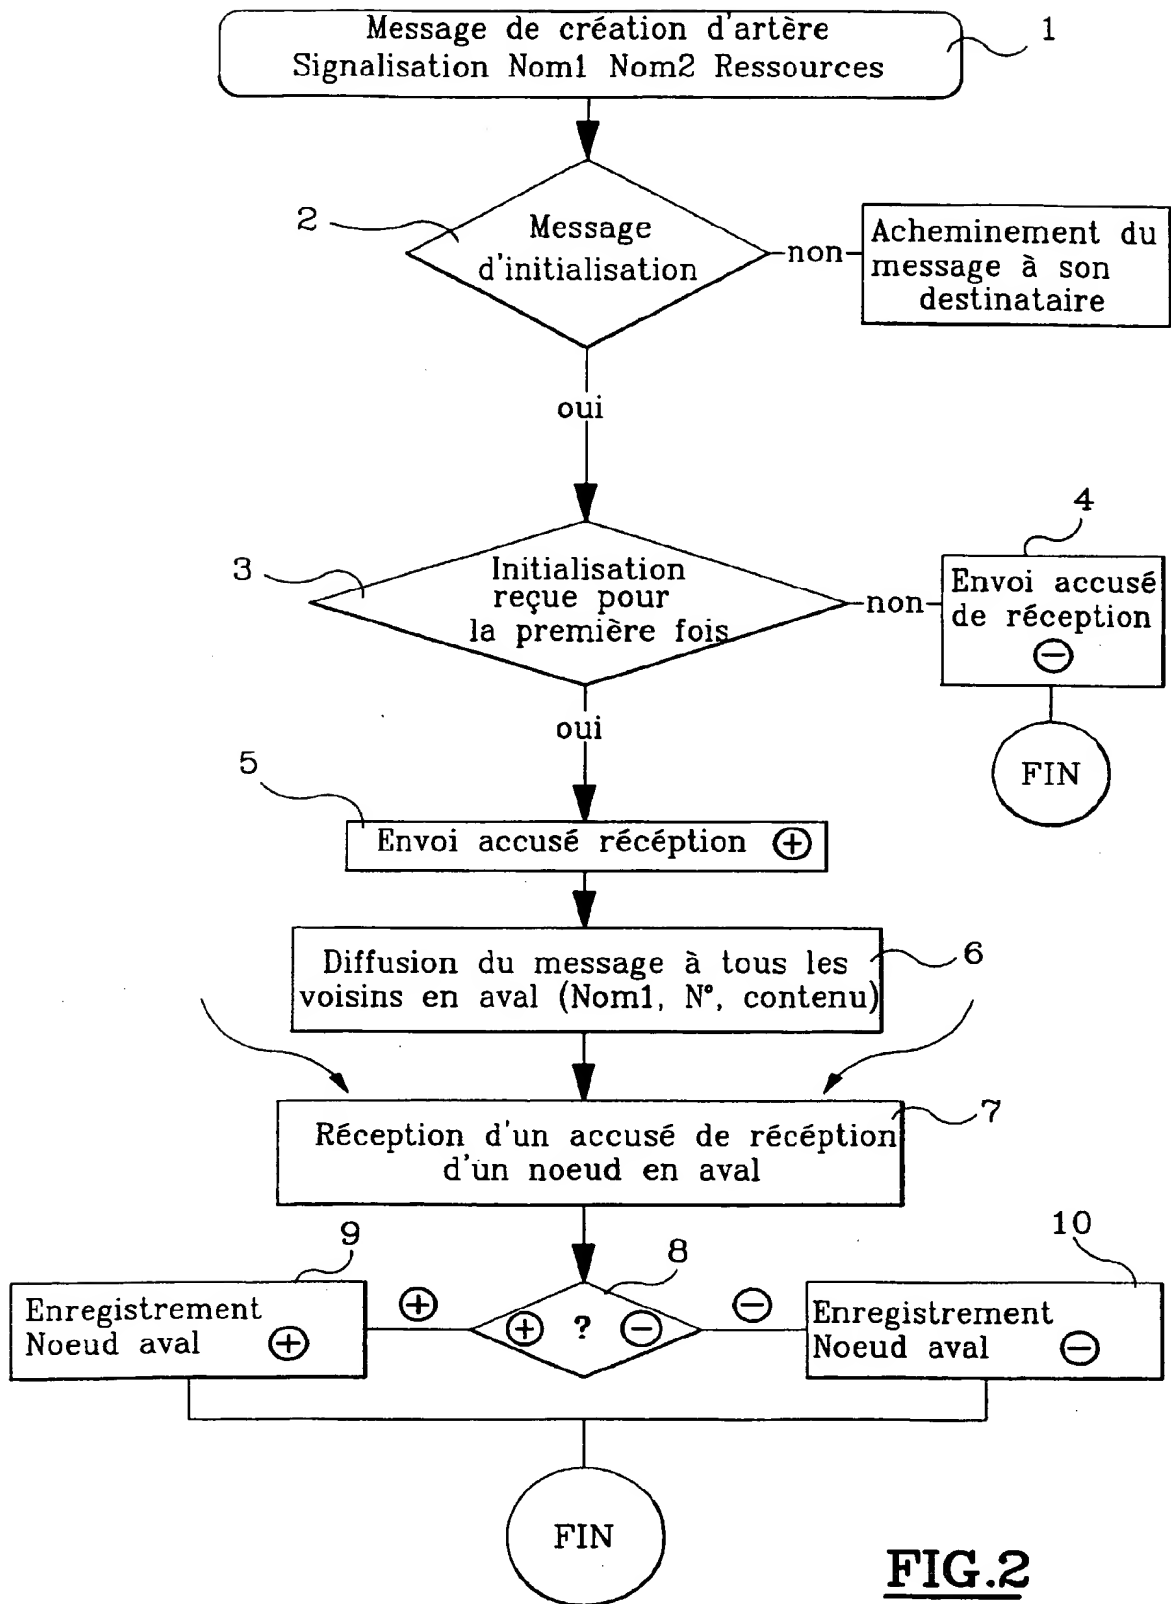 Message de création d'artère
Signalisation Nom1 Nom2 Ressources
1
2
Message
d'initialisation
non
Acheminement du
message à son
destinataire
oui
3
Initialisation
reçue pour
la première fois
non
4
Envoi accusé
de réception
⊖
FIN
oui
5
Envoi accusé récéption ⊕
Diffusion du message à tous les
voisins en aval (Nom1, N°, contenu)
6
Réception d'un accusé de récéption
d'un noeud en aval
7
8
⊕ ? ⊖
9
⊕
Enregistrement
Noeud aval ⊕
10
⊖
Enregistrement
Noeud aval ⊖
FIN
FIG.2